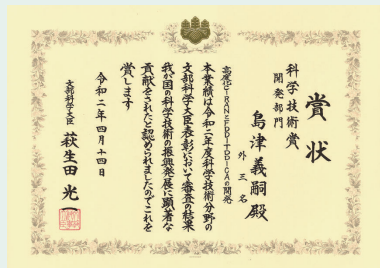 賞状
科学技術賞
開発部門
島津義嗣殿
外三名
本業績は令和二年度科学技術分野の
文部科学大臣表彰において審査の結果
我が国の科学技術の振興発展に顕著な
貢献をされたと認められましたのでこれを
賞します
令和二年四月十四日
文部科学大臣 萩生田光一